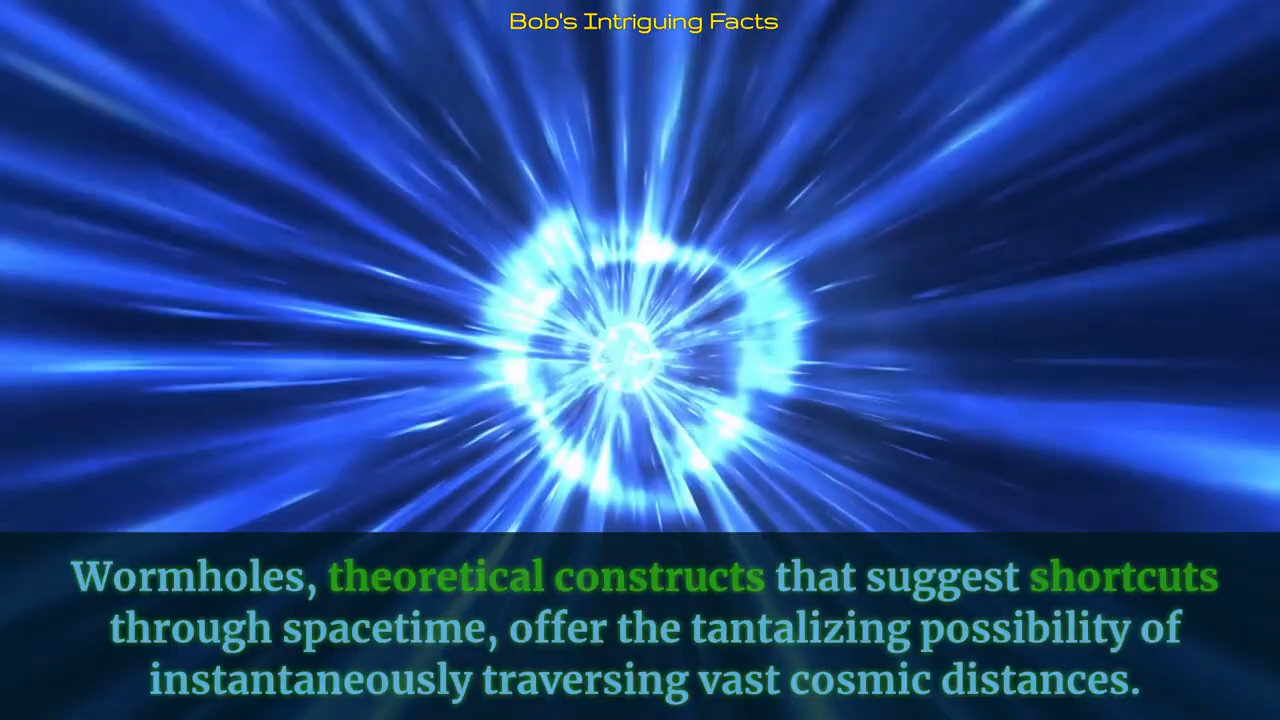 Bob's Intriguing Facts
Wormholes, theoretical constructs that suggest shortcuts
through spacetime, offer the tantalizing possibility of
instantaneously traversing vast cosmic distances.